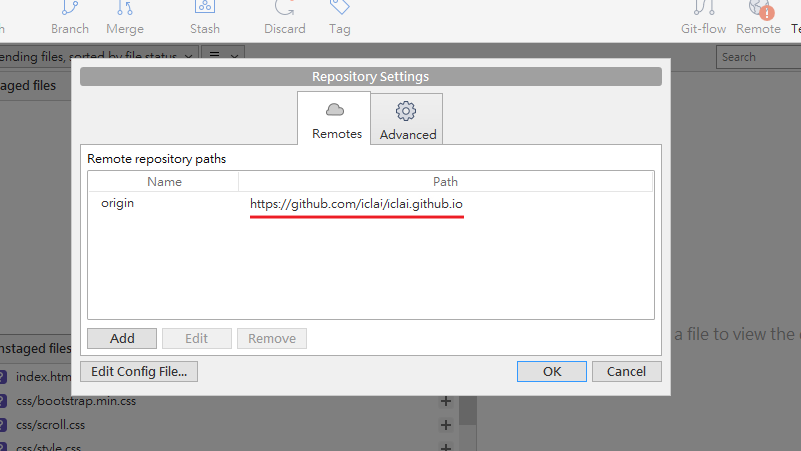 Branch Merge Stash Discard Tag Git-flow Remote
ending files, sorted by file status
Search
aged files
Repository Settings
Remotes Advanced
Remote repository paths
Name Path
origin https://github.com/iclai/iclai.github.io
a file to view the
Add Edit Remove
nstaged files
Edit Config File... OK Cancel
index.htm
css/bootstrap.min.css
css/scroll.css
css/style.css